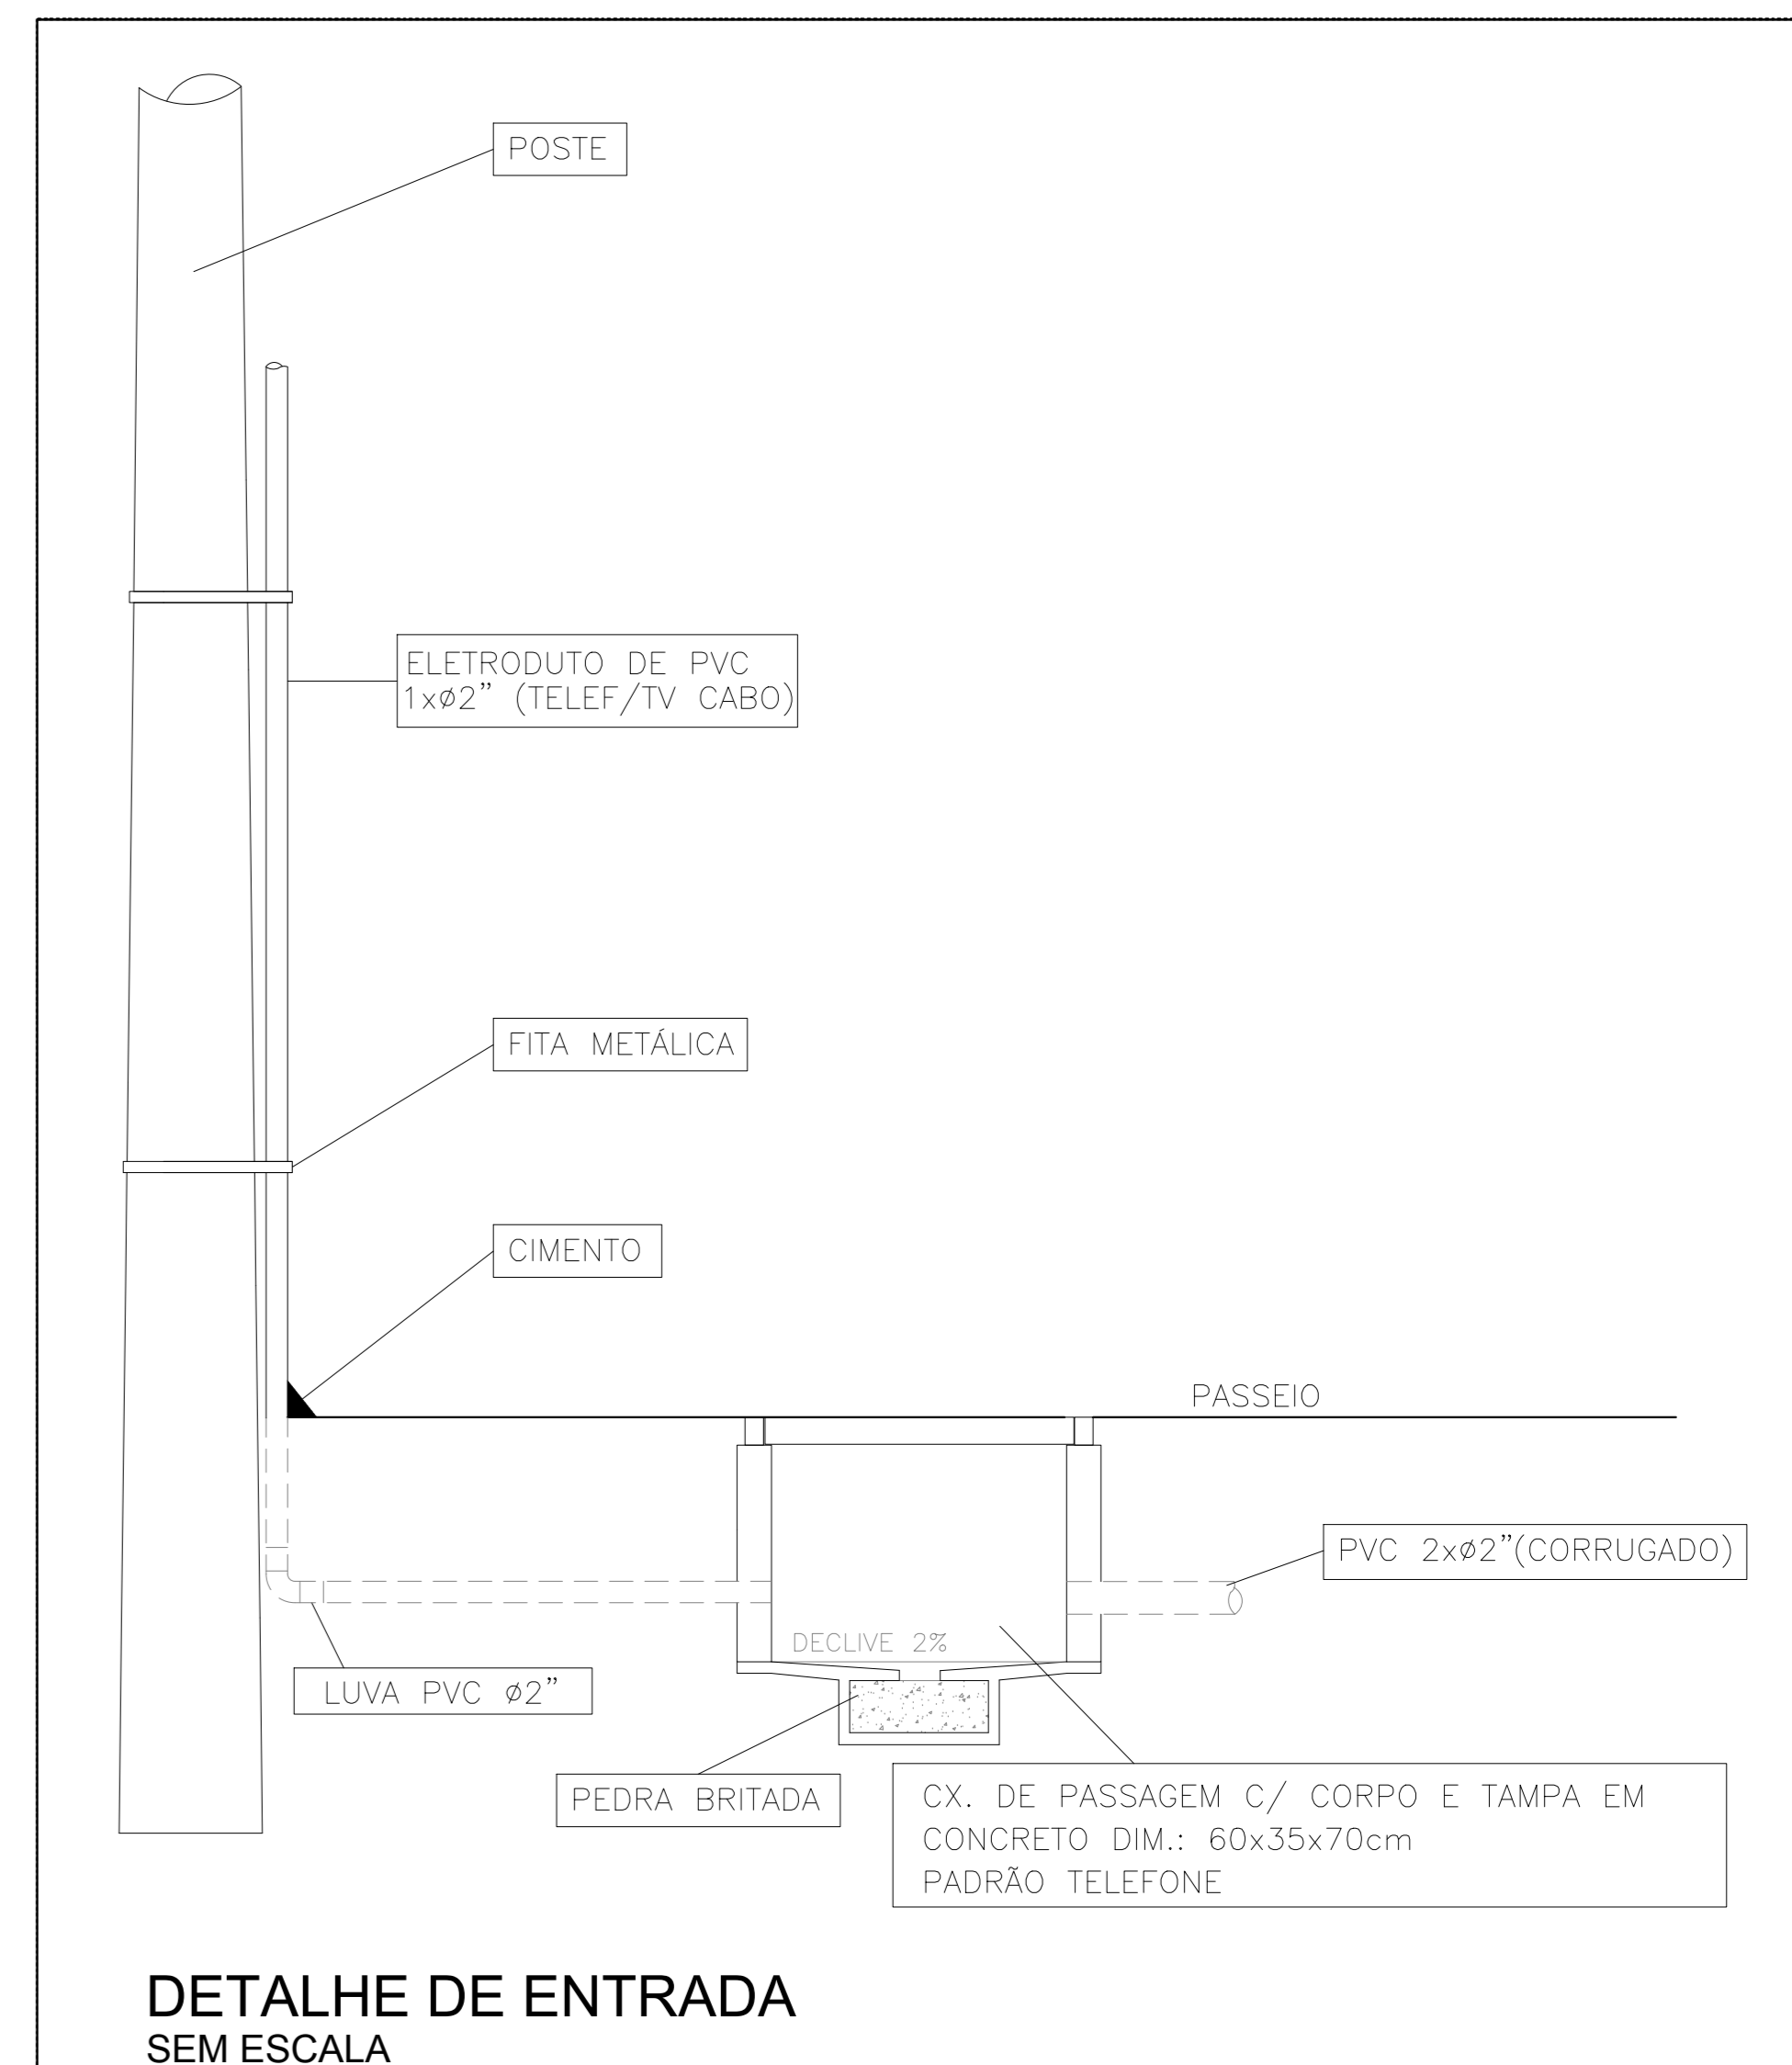 POSTE
ELETRODUTO DE PVC
1xø2" (TELEF/TV CABO)
FITA METÁLICA
CIMENTO
PASSEIO
PVC 2xø2"(CORRUGADO)
DECLIVE 2%
LUVA PVC ø2"
PEDRA BRITADA
CX. DE PASSAGEM C/ CORPO E TAMPA EM
CONCRETO DIM.: 60x35x70cm
PADRÃO TELEFONE
DETALHE DE ENTRADA
SEM ESCALA